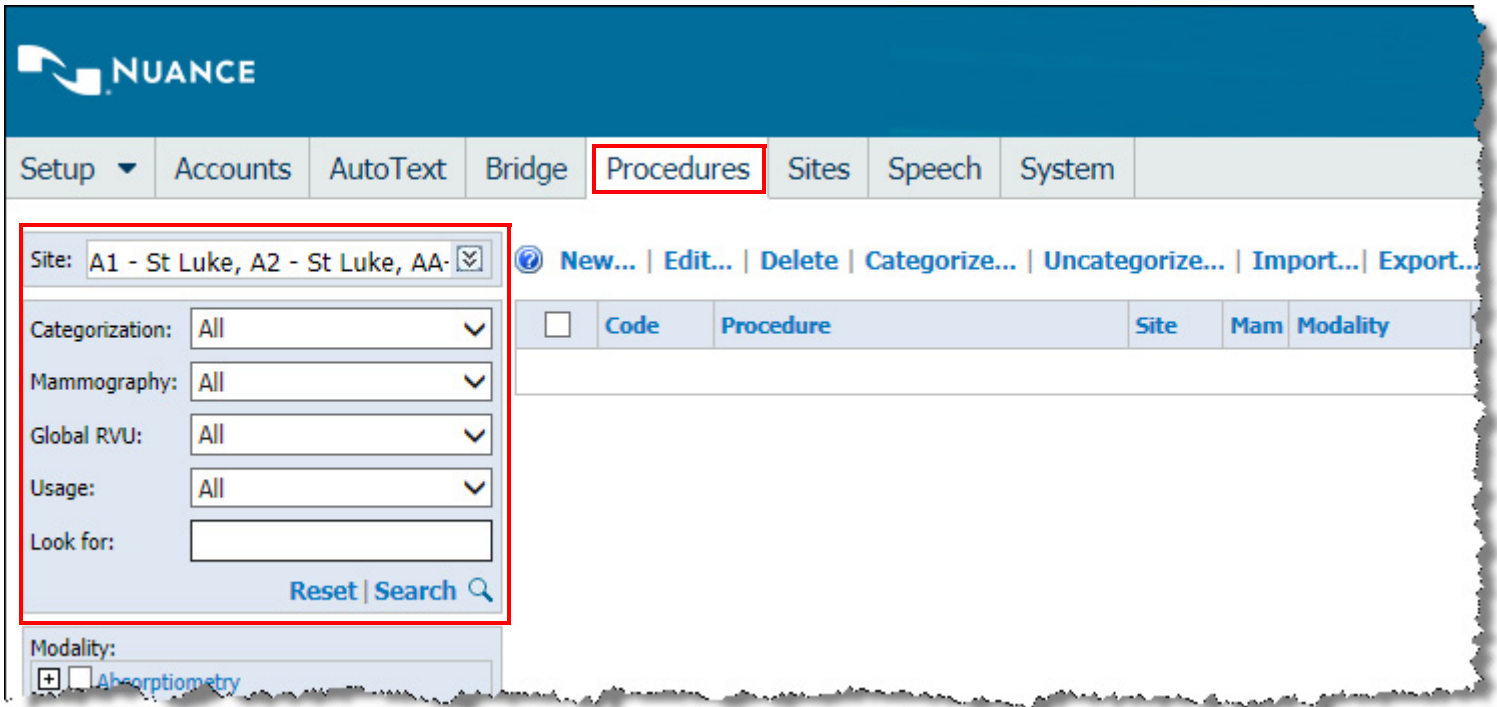 NUANCE
Setup Accounts AutoText Bridge Procedures Sites Speech System
Site: A1 - St Luke, A2 - St Luke, AA-
New... | Edit... | Delete | Categorize... | Uncategorize... | Import...| Export...
Categorization: All
Code Procedure Site Mam Modality
Mammography: All
Global RVU: All
Usage: All
Look for:
Reset | Search
Modality:
Absorptiometry